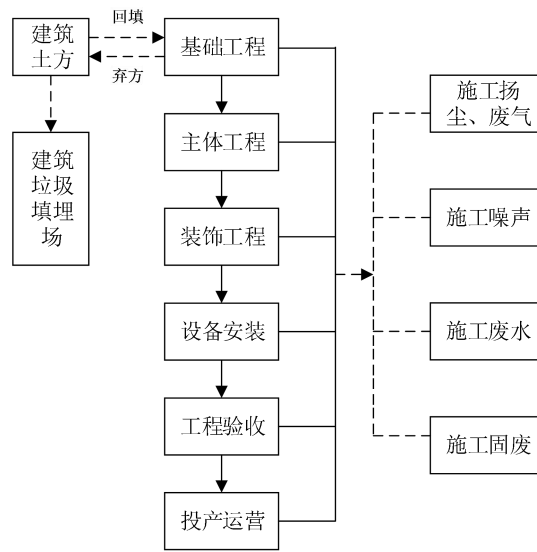 建筑
土方
回填
弃方
基础工程
建筑
垃圾
填埋
场
主体工程
装饰工程
设备安装
工程验收
投产运营
施工扬
尘、废气
施工噪声
施工废水
施工固废